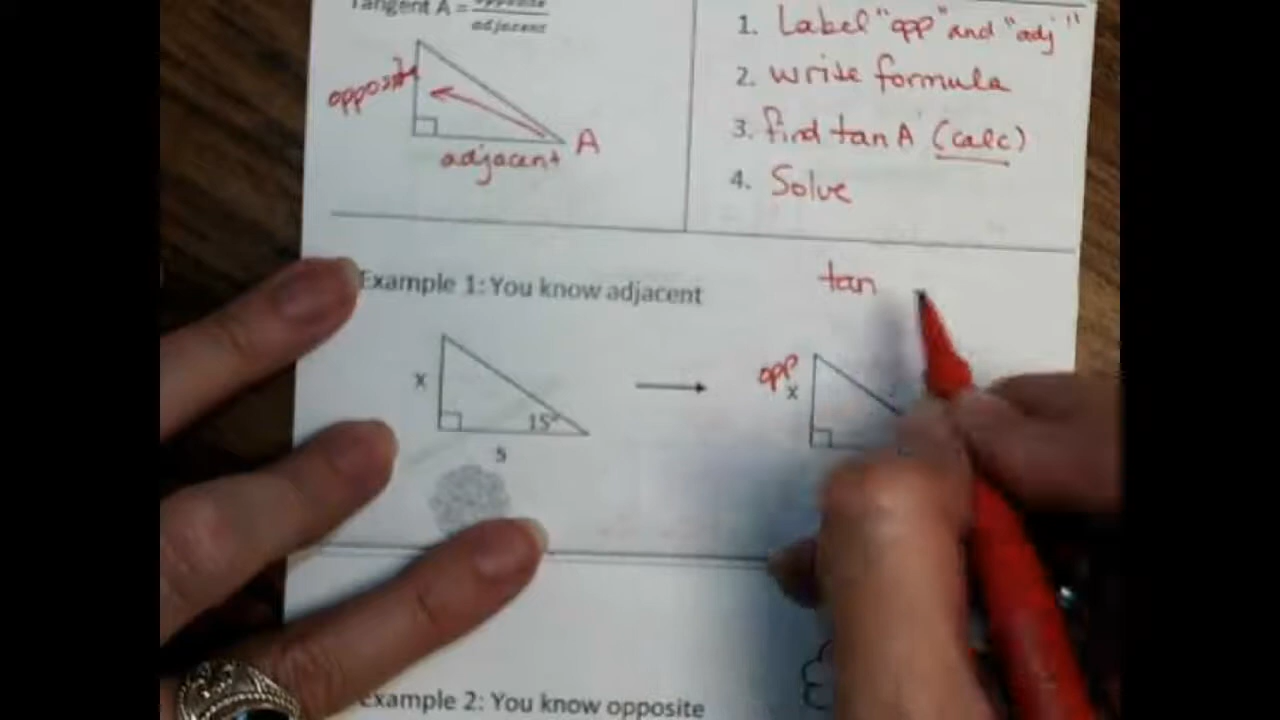 Tangent A = opposite
adjacent
opposite
adjacent
A
1. Label "opp" and "adj"
2. write formula
3. find tan A (calc)
4. Solve
Example 1: You know adjacent
tan
x
15°
opp
x
Example 2: You know opposite